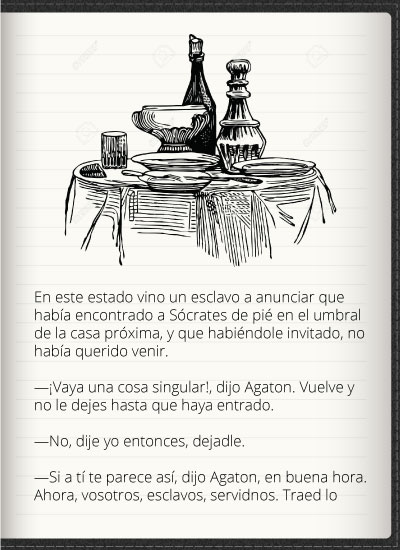 En este estado vino un esclavo a anunciar que
había encontrado a Sócrates de pié en el umbral
de la casa próxima, y que habiéndole invitado, no
había querido venir.
—¡Vaya una cosa singular!, dijo Agaton. Vuelve y
no le dejes hasta que haya entrado.
—No, dije yo entonces, dejadle.
—Si a tí te parece así, dijo Agaton, en buena hora.
Ahora, vosotros, esclavos, servidnos. Traed lo